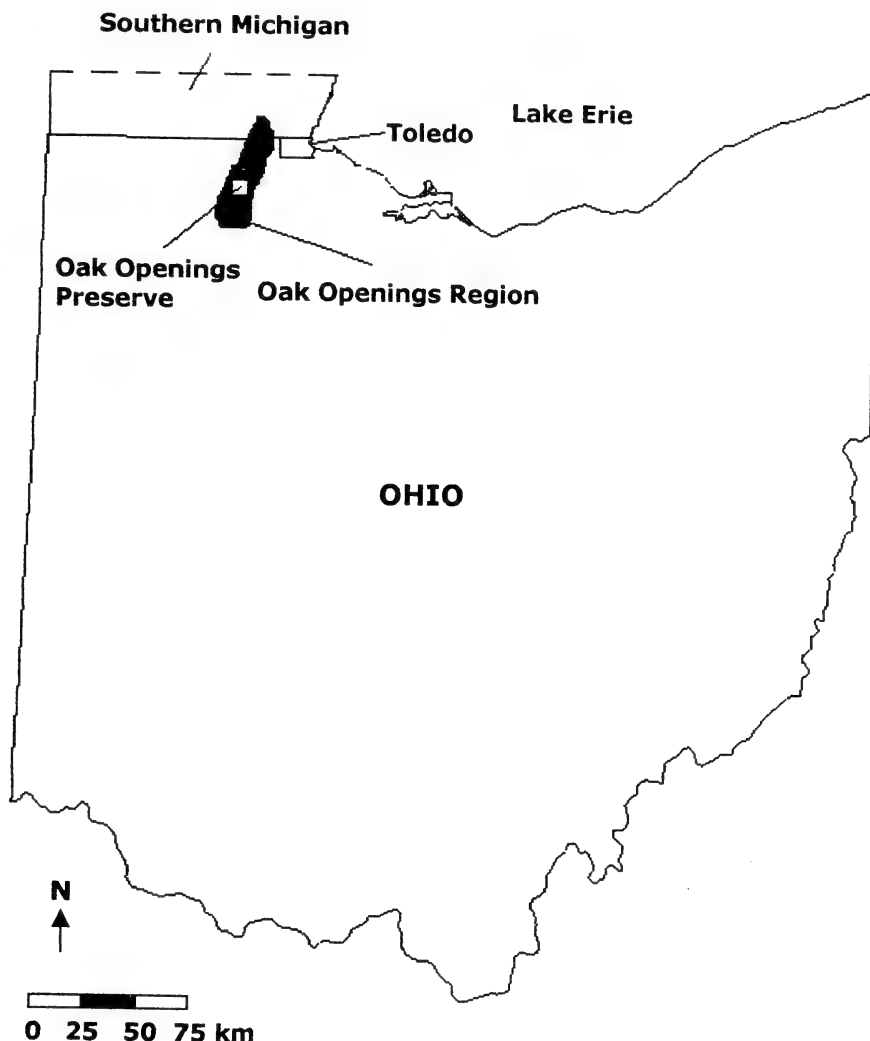 Southern Michigan
Lake Erie
Toledo
Oak Openings
Preserve
Oak Openings Region
OHIO
N
0 25 50 75 km